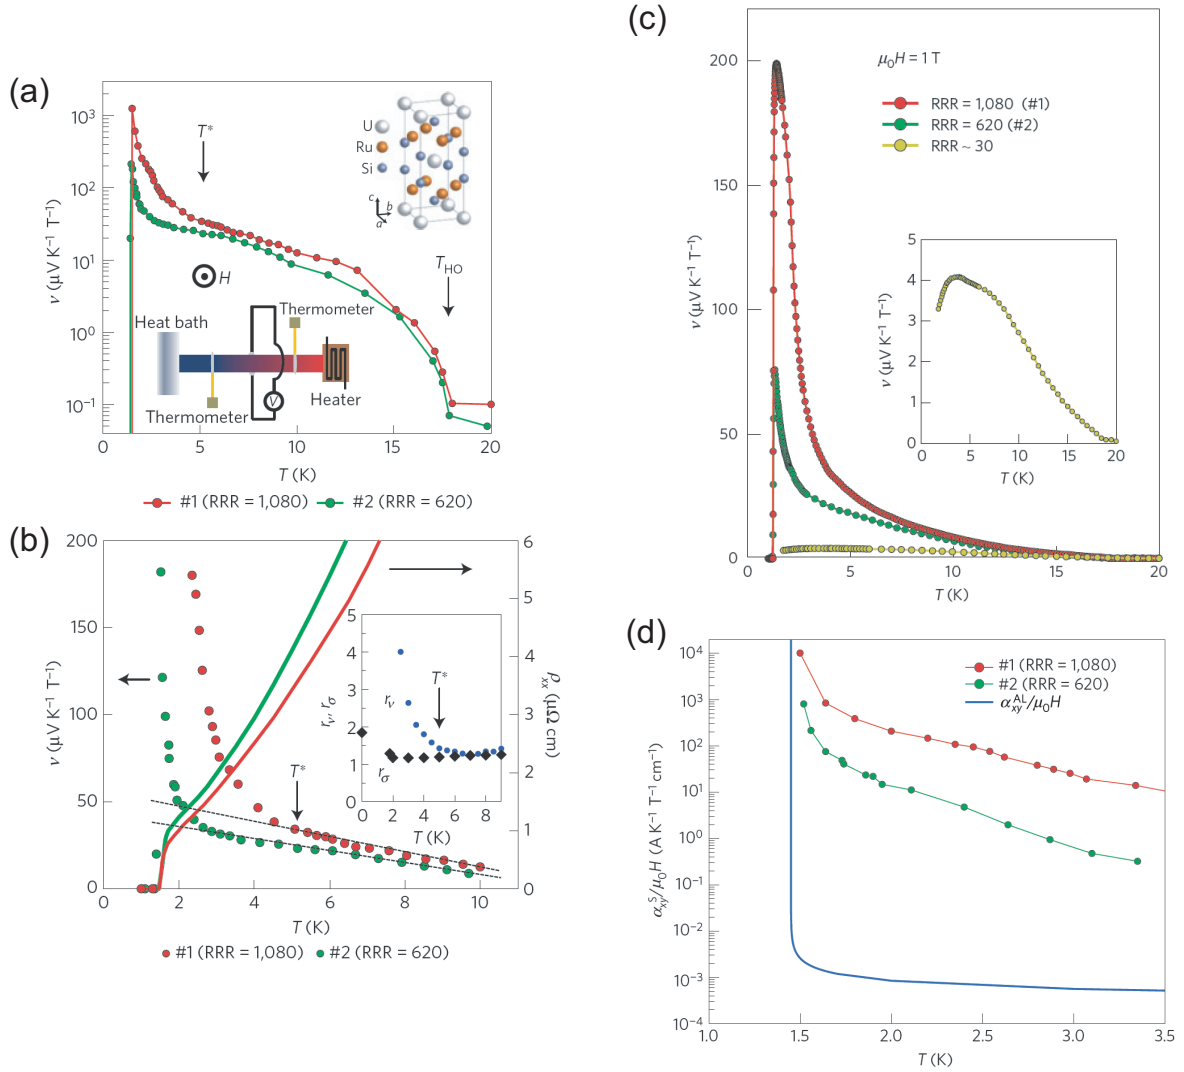 (a)
ν (μV K⁻¹ T⁻¹)
10³
10²
10¹
10⁰
10⁻¹
T*
U
Ru
Si
c
b
a
H
T_HO
Heat bath
Thermometer
Thermometer
V
Heater
0 5 10 15 20
T (K)
#1 (RRR = 1,080) #2 (RRR = 620)
(b)
ν (μV K⁻¹ T⁻¹)
200
150
100
50
0
6
5
4
3
2
1
0
ρ_xx (μΩ cm)
T*
r_ν, r_σ
5
4
3
2
1
0
r_ν
T*
r_σ
0 2 4 6 8
T (K)
0 2 4 6 8 10
T (K)
#1 (RRR = 1,080) #2 (RRR = 620)
(c)
ν (μV K⁻¹ T⁻¹)
200
150
100
50
0
μ₀H = 1 T
RRR = 1,080 (#1)
RRR = 620 (#2)
RRR ~ 30
ν (μV K⁻¹ T⁻¹)
5
4
3
2
1
0
0 5 10 15 20
T (K)
0 5 10 15 20
T (K)
(d)
α^S_xy/μ₀H (A K⁻¹ T⁻¹ cm⁻¹)
10⁴
10³
10²
10¹
10⁰
10⁻¹
10⁻²
10⁻³
10⁻⁴
#1 (RRR = 1,080)
#2 (RRR = 620)
α^AL_xy/μ₀H
1.0 1.5 2.0 2.5 3.0 3.5
T (K)